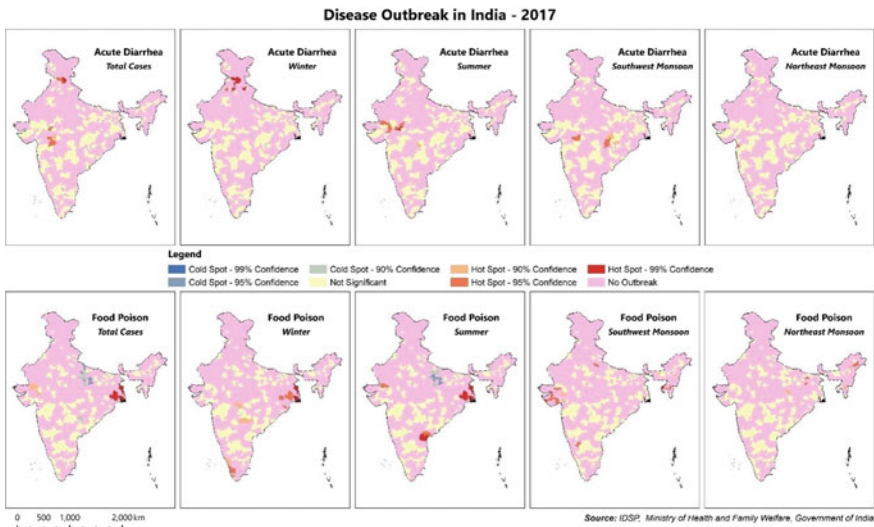 Disease Outbreak in India - 2017
Acute Diarrhea
Total Cases
Acute Diarrhea
Winter
Acute Diarrhea
Summer
Acute Diarrhea
Southwest Monsoon
Acute Diarrhea
Northeast Monsoon
Legend
Cold Spot - 99% Confidence
Cold Spot - 90% Confidence
Hot Spot - 90% Confidence
Hot Spot - 99% Confidence
Cold Spot - 95% Confidence
Not Significant
Hot Spot - 95% Confidence
No Outbreak
Food Poison
Total Cases
Food Poison
Winter
Food Poison
Summer
Food Poison
Southwest Monsoon
Food Poison
Northeast Monsoon
0 500 1,000 2,000 km
Source: IDSP, Ministry of Health and Family Welfare, Government of India